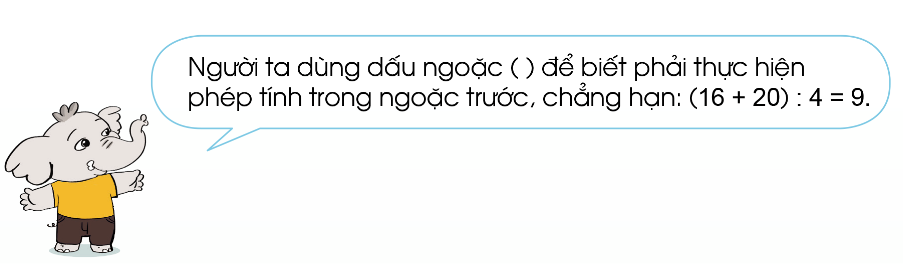 Người ta dùng dấu ngoặc ( ) để biết phải thực hiện
phép tính trong ngoặc trước, chẳng hạn: (16 + 20) : 4 = 9.